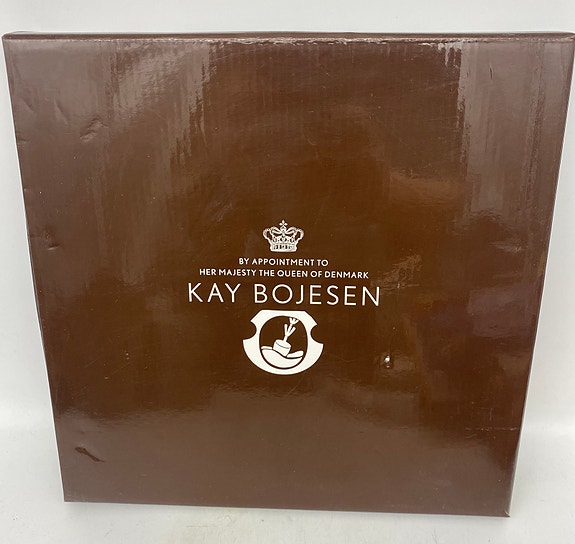 BY APPOINTMENT TO
HER MAJESTY THE QUEEN OF DENMARK
KAY BOJESEN